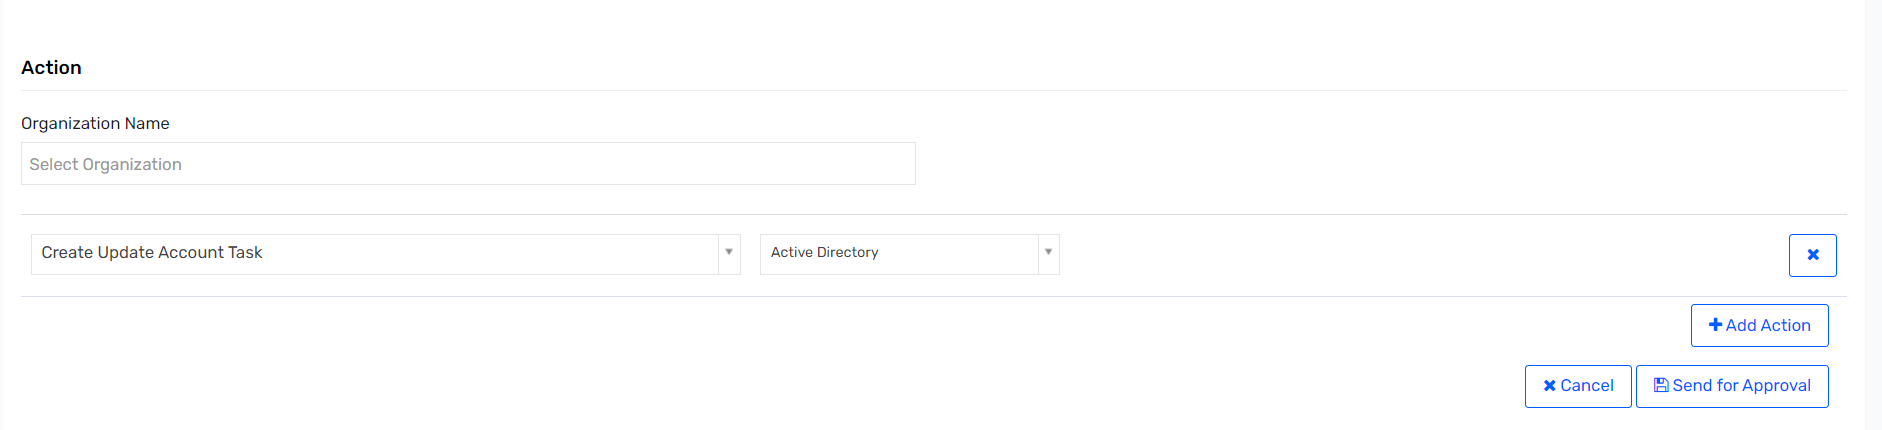 Action
Organization Name
Select Organization
Create Update Account Task
Active Directory
Add Action
Cancel
Send for Approval